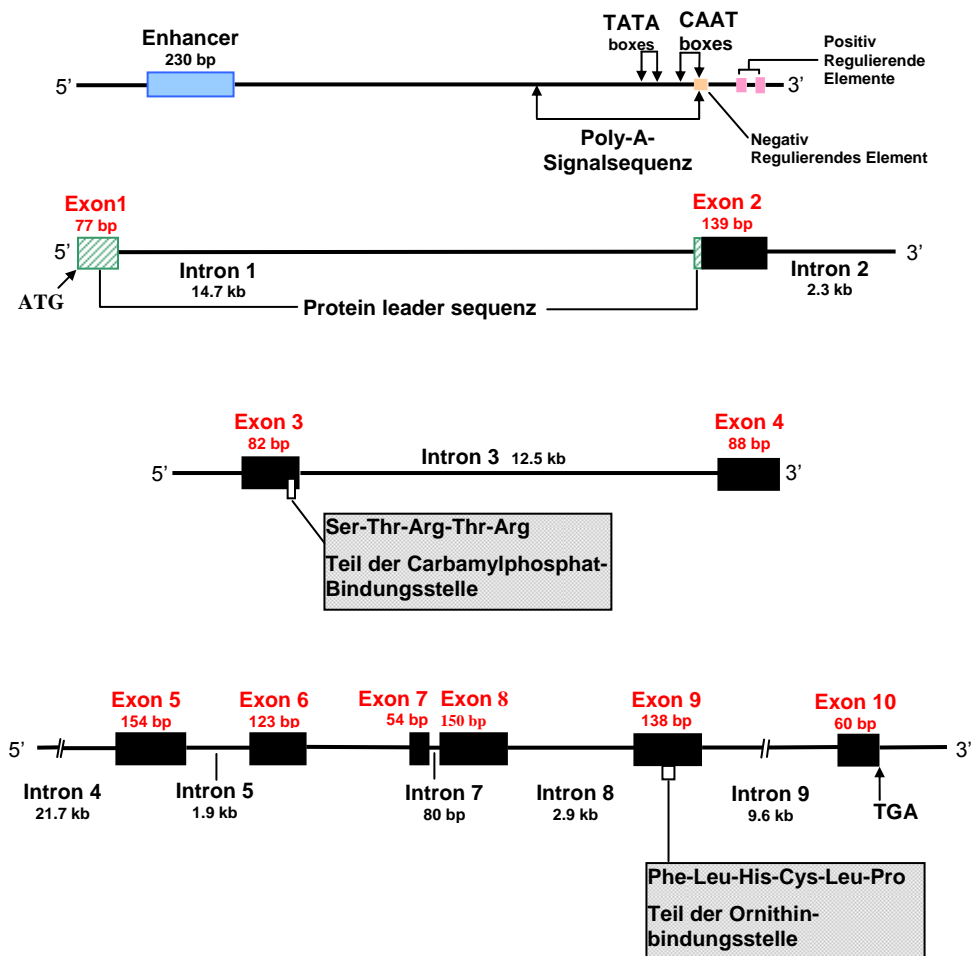 Enhancer
230 bp
TATA
boxes
CAAT
boxes
Positiv
Regulierende
Elemente
5’
3’
Poly-A-
Signalsequenz
Negativ
Regulierendes Element
Exon1
77 bp
Exon 2
139 bp
5’
3’
ATG
Intron 1
14.7 kb
Intron 2
2.3 kb
Protein leader sequenz
Exon 3
82 bp
Exon 4
88 bp
5’
Intron 3 12.5 kb
3’
Ser-Thr-Arg-Thr-Arg
Teil der Carbamylphosphat-
Bindungsstelle
Exon 5
154 bp
Exon 6
123 bp
Exon 7
54 bp
Exon 8
150 bp
Exon 9
138 bp
Exon 10
60 bp
5’
3’
Intron 4
21.7 kb
Intron 5
1.9 kb
Intron 7
80 bp
Intron 8
2.9 kb
Intron 9
9.6 kb
TGA
Phe-Leu-His-Cys-Leu-Pro
Teil der Ornithin-
bindungsstelle